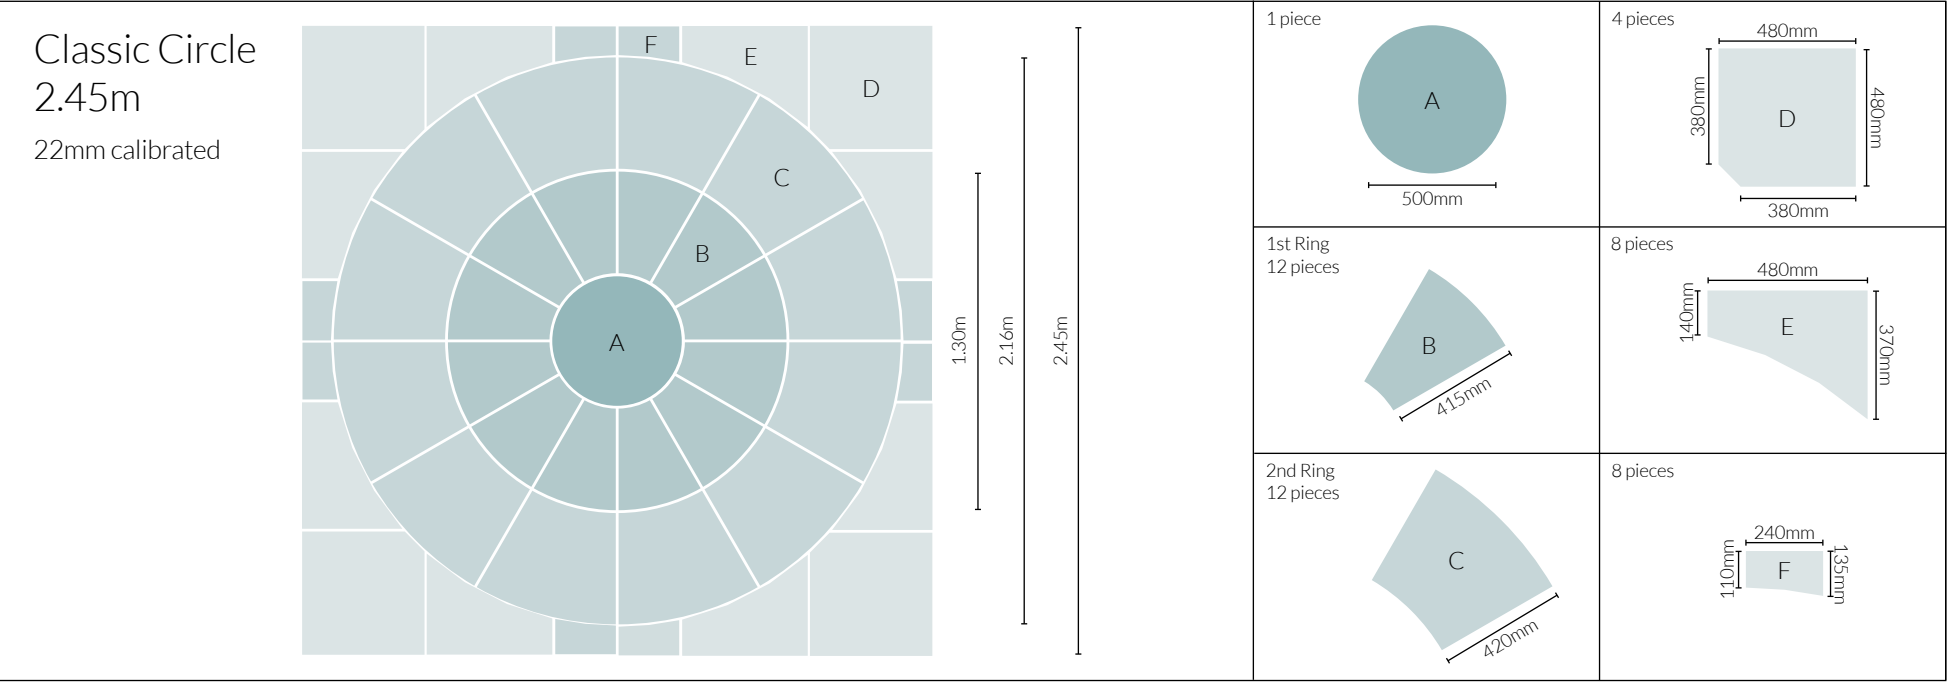 Classic Circle
2.45m
22mm calibrated
F
E
D
C
B
A
1.30m
2.16m
2.45m
1 piece
A
500mm
4 pieces
480mm
380mm
D
480mm
380mm
1st Ring
12 pieces
B
415mm
8 pieces
480mm
140mm
E
370mm
2nd Ring
12 pieces
C
420mm
8 pieces
240mm
110mm
F
135mm